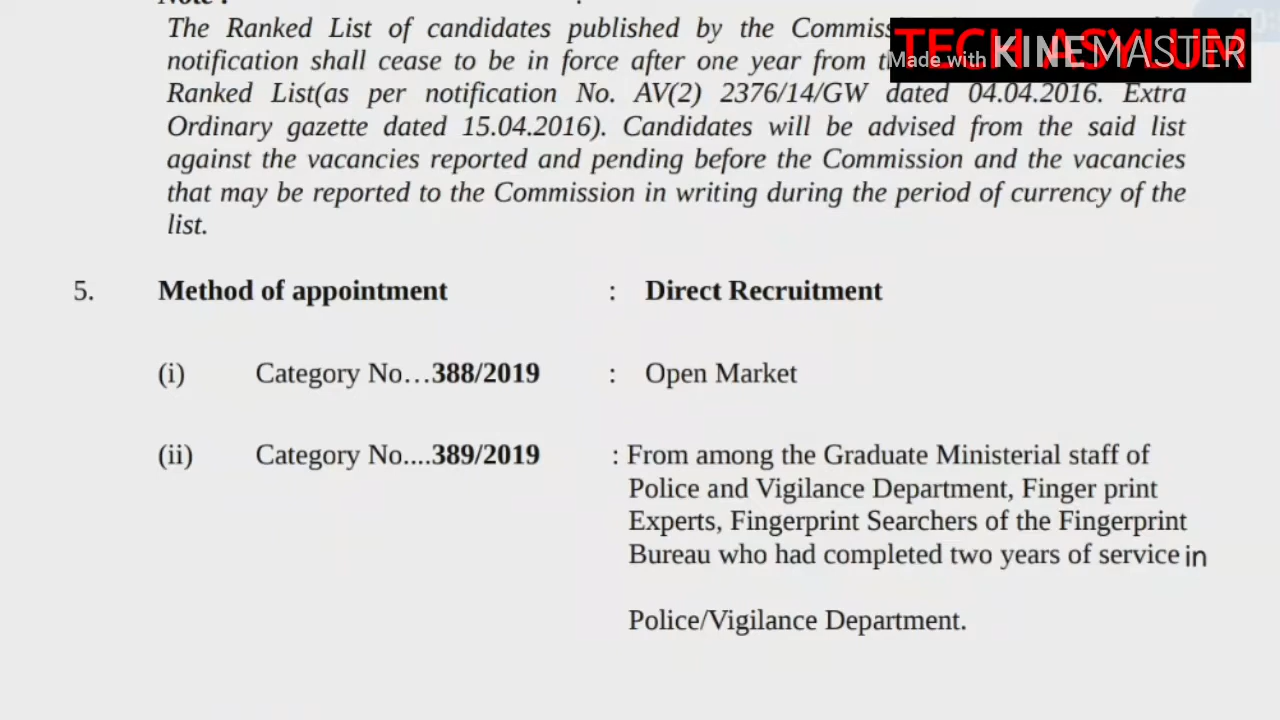 Note :
The Ranked List of candidates published by the
notification shall cease to be in force after one year from
TECH ASYLUM
Made with KINEMASTER
Ranked List(as per notification No. AV(2) 2376/14/GW dated 04.04.2016. Extra
Ordinary gazette dated 15.04.2016). Candidates will be advised from the said list
against the vacancies reported and pending before the Commission and the vacancies
that may be reported to the Commission in writing during the period of currency of the
list.
5. Method of appointment : Direct Recruitment
(i) Category No…388/2019 : Open Market
(ii) Category No....389/2019 : From among the Graduate Ministerial staff of
Police and Vigilance Department, Finger print
Experts, Fingerprint Searchers of the Fingerprint
Bureau who had completed two years of service in
Police/Vigilance Department.